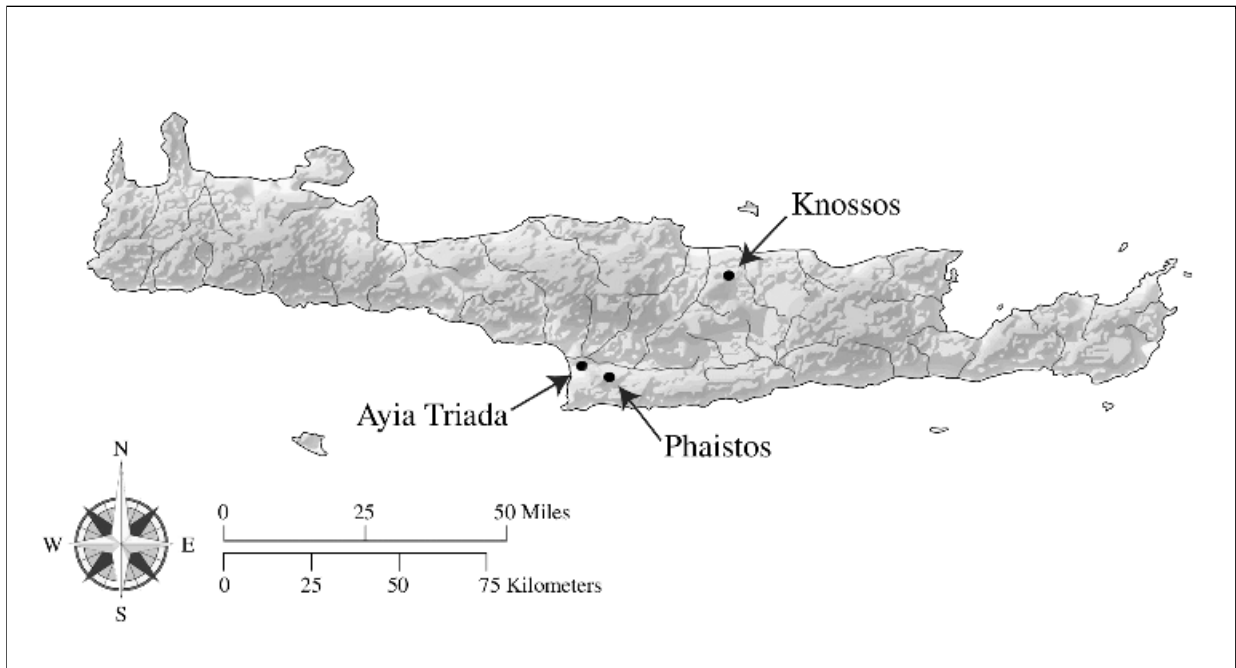 Knossos
Ayia Triada
Phaistos
N
W E
S
0 25 50 Miles
0 25 50 75 Kilometers